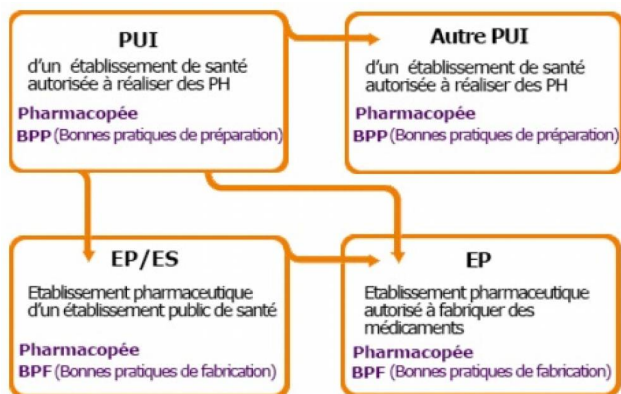 PUI
d'un établissement de santé
autorisée à réaliser des PH
Pharmacopée
BPP (Bonnes pratiques de préparation)
Autre PUI
d'un établissement de santé
autorisée à réaliser des PH
Pharmacopée
BPP (Bonnes pratiques de préparation)
EP/ES
Etablissement pharmaceutique
d'un établissement public de santé
Pharmacopée
BPF (Bonnes pratiques de fabrication)
EP
Etablissement pharmaceutique
autorisé à fabriquer des
médicaments
Pharmacopée
BPF (Bonnes pratiques de fabrication)